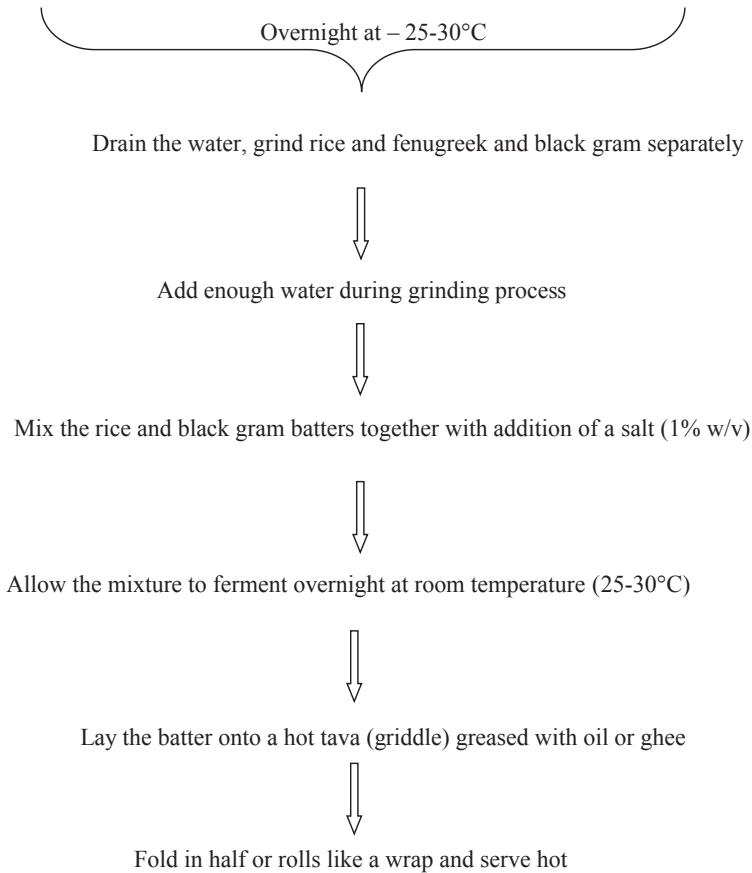 Overnight at – 25-30°C
Drain the water, grind rice and fenugreek and black gram separately
Add enough water during grinding process
Mix the rice and black gram batters together with addition of a salt (1% w/v)
Allow the mixture to ferment overnight at room temperature (25-30°C)
Lay the batter onto a hot tava (griddle) greased with oil or ghee
Fold in half or rolls like a wrap and serve hot